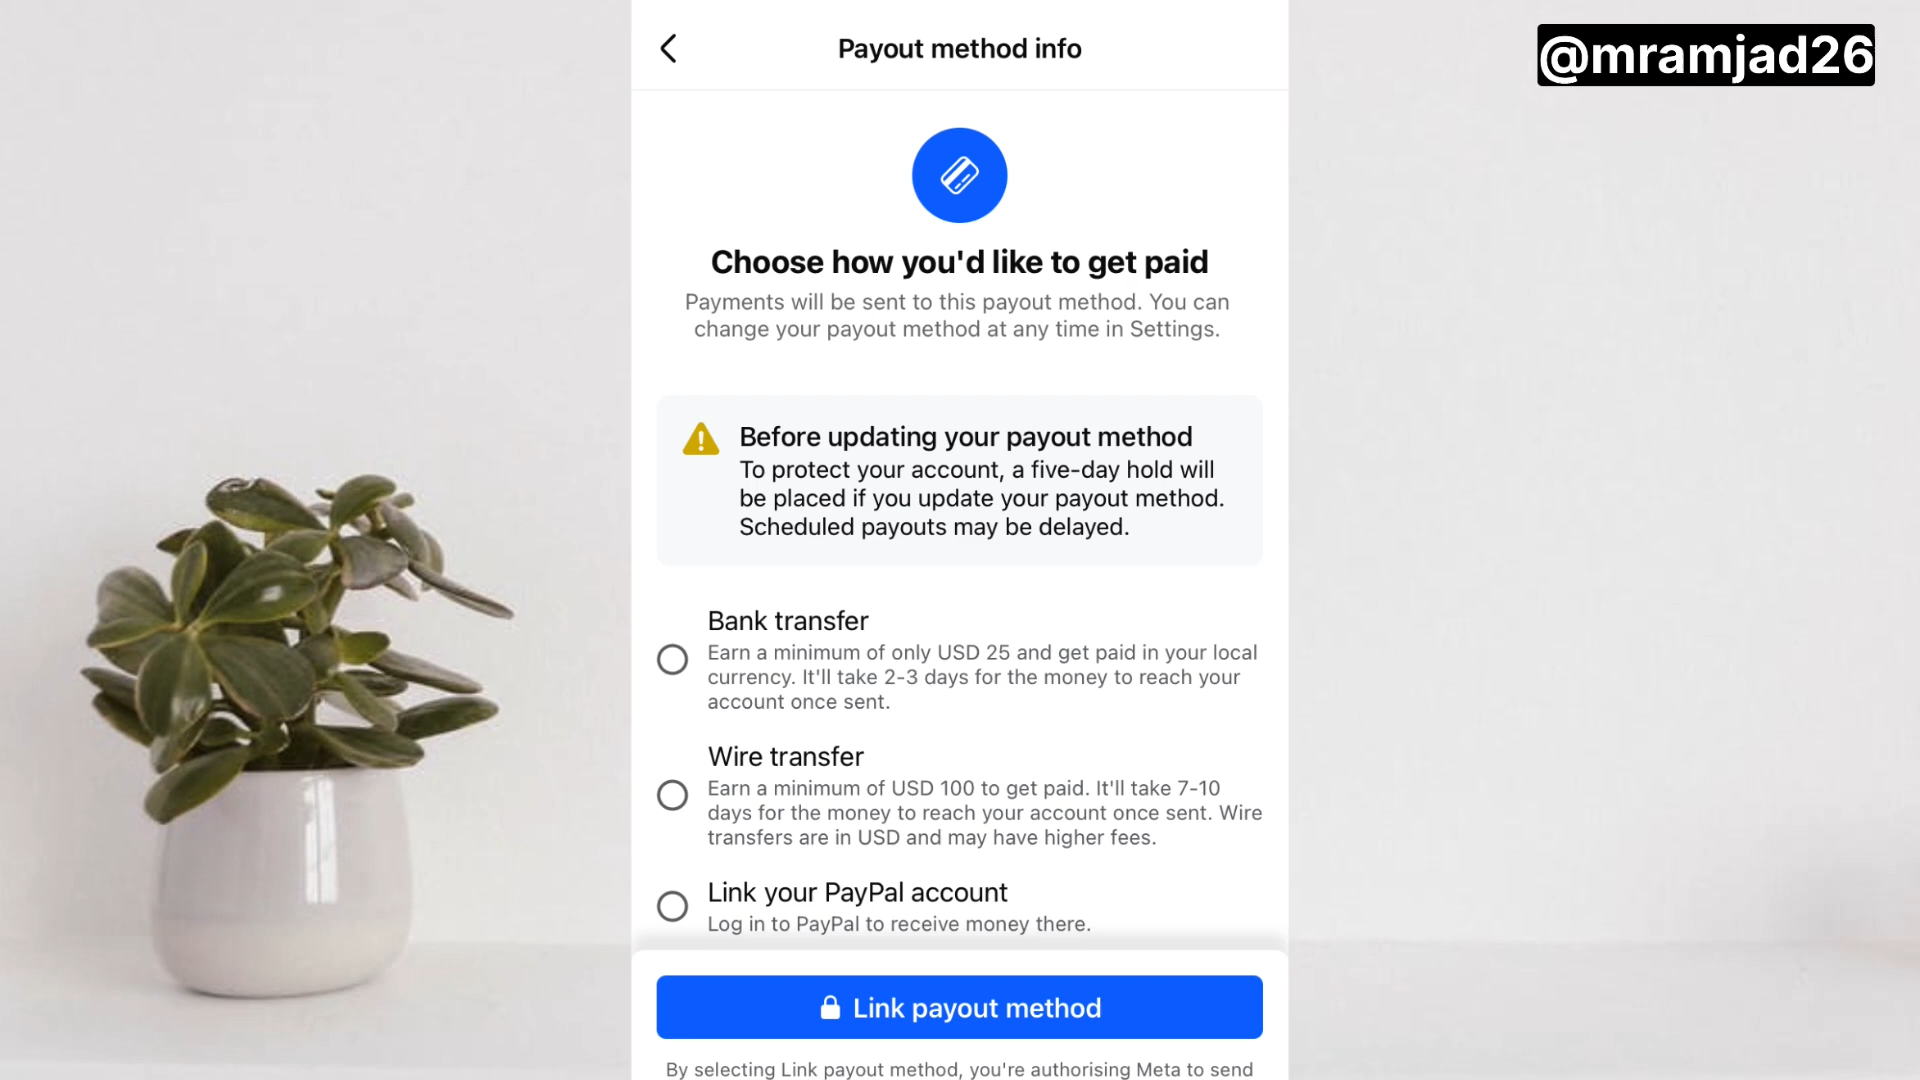 Payout method info
@mramjad26
Choose how you'd like to get paid
Payments will be sent to this payout method. You can
change your payout method at any time in Settings.
Before updating your payout method
To protect your account, a five-day hold will
be placed if you update your payout method.
Scheduled payouts may be delayed.
Bank transfer
Earn a minimum of only USD 25 and get paid in your local
currency. It'll take 2-3 days for the money to reach your
account once sent.
Wire transfer
Earn a minimum of USD 100 to get paid. It'll take 7-10
days for the money to reach your account once sent. Wire
transfers are in USD and may have higher fees.
Link your PayPal account
Log in to PayPal to receive money there.
Link payout method
By selecting Link payout method, you're authorising Meta to send